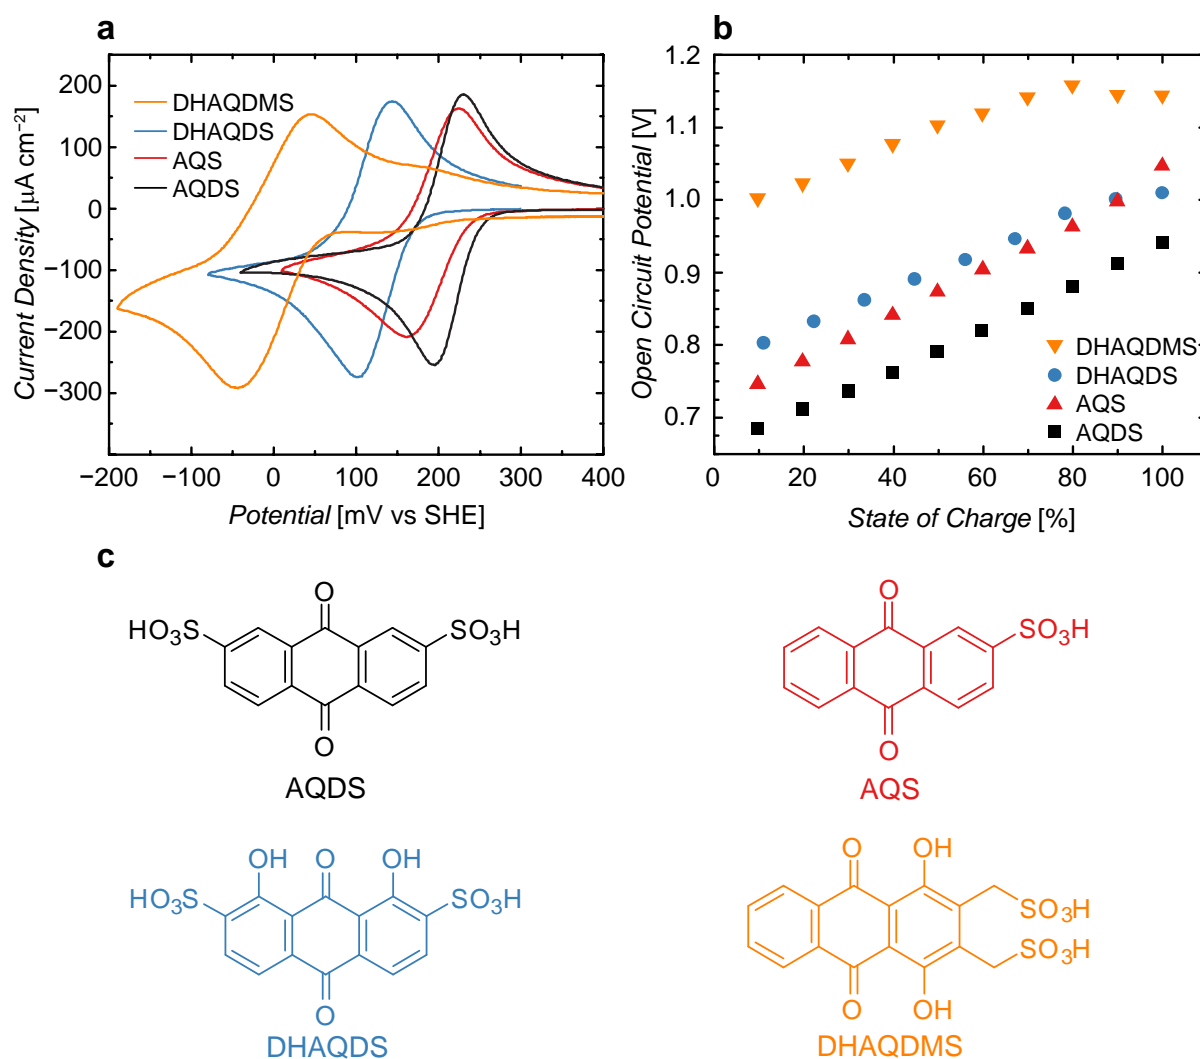 a
200
100
0
−100
−200
−300
Current Density [µA cm⁻²]
DHAQDMS
DHAQDS
AQS
AQDS
−200 −100 0 100 200 300 400
Potential [mV vs SHE]
b
1.2
1.1
1.0
0.9
0.8
0.7
Open Circuit Potential [V]
DHAQDMS
DHAQDS
AQS
AQDS
0 20 40 60 80 100
State of Charge [%]
c
O
HO₃S SO₃H
O
AQDS
O
SO₃H
O
AQS
OH O OH
HO₃S SO₃H
O
DHAQDS
O OH
SO₃H
SO₃H
O OH
DHAQDMS